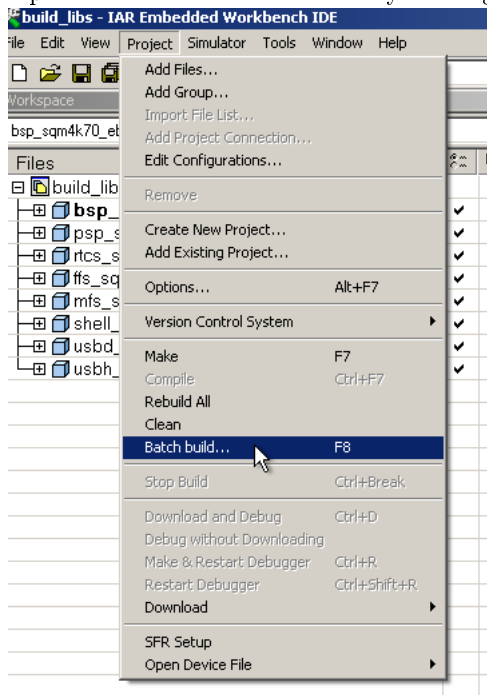 build_libs - IAR Embedded Workbench IDE
File Edit View Project Simulator Tools Window Help
Workspace
bsp_sqm4k70_eb
Files
build_lib
bsp_
psp_s
rtcs_s
ffs_sq
mfs_s
shell_
usbd_
usbh_
Add Files...
Add Group...
Import File List...
Add Project Connection...
Edit Configurations...
Remove
Create New Project...
Add Existing Project...
Options... Alt+F7
Version Control System
Make F7
Compile Ctrl+F7
Rebuild All
Clean
Batch build... F8
Stop Build Ctrl+Break
Download and Debug Ctrl+D
Debug without Downloading
Make & Restart Debugger Ctrl+R
Restart Debugger Ctrl+Shift+R
Download
SFR Setup
Open Device File